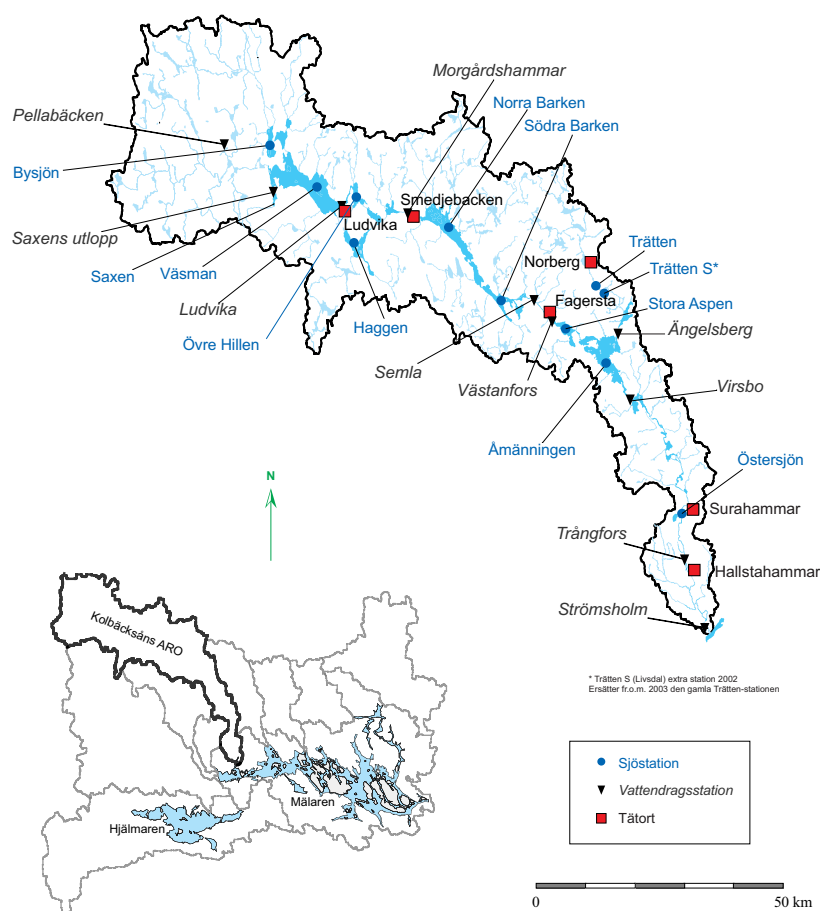 Morgårdshammar
Norra Barken
Södra Barken
Pellabäcken
Bysjön
Smedjebacken
Ludvika
Saxens utlopp
Saxen
Väsman
Ludvika
Övre Hillen
Haggen
Norberg
Trätten
Trätten S*
Fagersta
Stora Aspen
Ängelsberg
Semla
Västanfors
Virsbo
Åmänningen
Östersjön
N
Surahammar
Trångfors
Hallstahammar
Strömsholm
Kolbäcksåns ARO
* Trätten S (Livsdal) extra station 2002
Ersätter fr.o.m. 2003 den gamla Trätten-stationen
Mälaren
Hjälmaren
Sjöstation
Vattendragsstation
Tätort
0 50 km